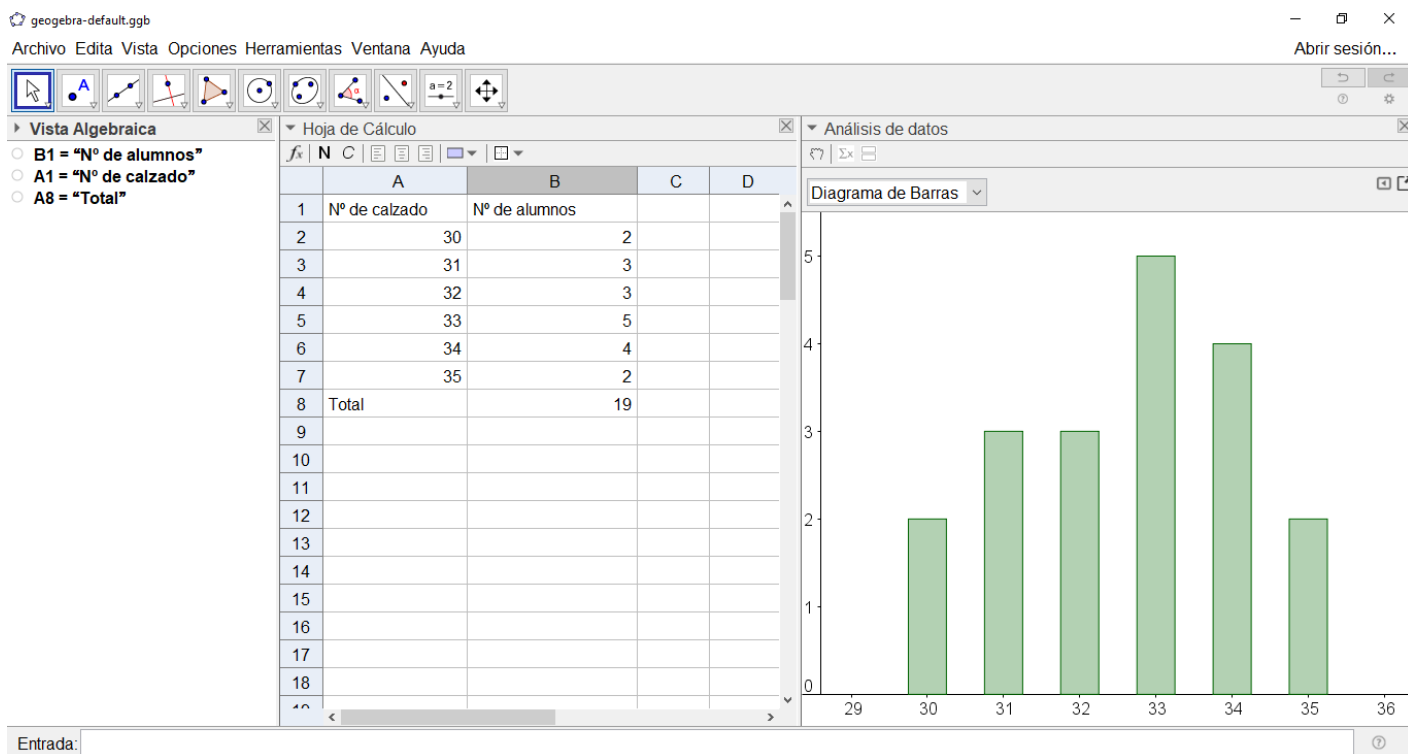 geogebra-default.ggb
Archivo Edita Vista Opciones Herramientas Ventana Ayuda
Abrir sesión...
A
α
a=2
Vista Algebraica
B1 = “Nº de alumnos”
A1 = “Nº de calzado”
A8 = “Total”
Hoja de Cálculo
fx N C
A B C D
1 Nº de calzado Nº de alumnos
2 30 2
3 31 3
4 32 3
5 33 5
6 34 4
7 35 2
8 Total 19
9
10
11
12
13
14
15
16
17
18
Análisis de datos
Σx
Diagrama de Barras
5
4
3
2
1
0
29 30 31 32 33 34 35 36
Entrada: